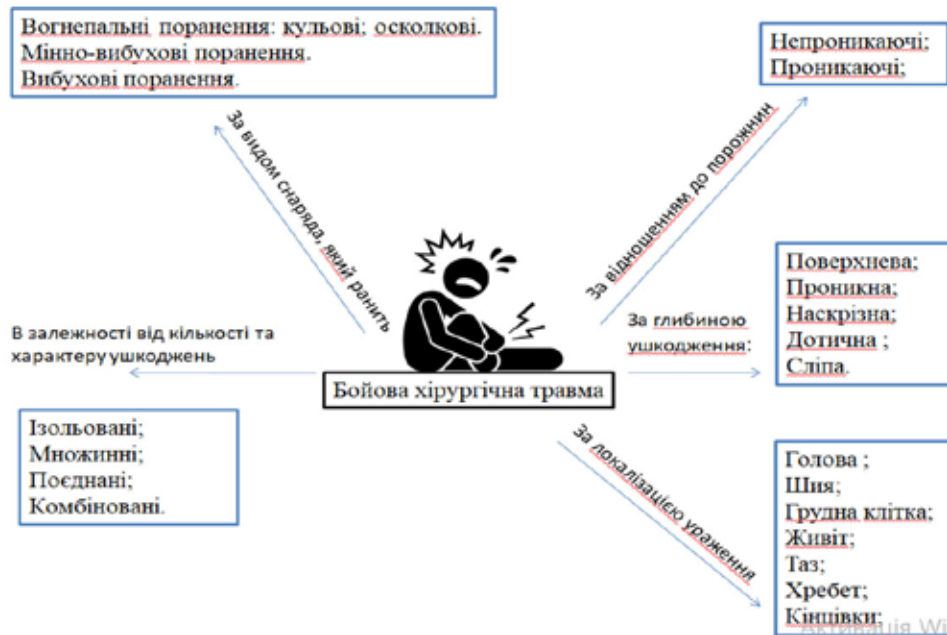 Вогнепальні поранення: кульові; осколкові.
Мінно-вибухові поранення.
Вибухові поранення.
Непроникаючі;
Проникаючі;
За видом снаряда, який ранить
За відношенням до порожнин
В залежності від кількості та
характеру ушкоджень
За глибиною
ушкодження:
Поверхнева;
Проникна;
Наскрізна;
Дотична ;
Сліпа.
Бойова хірургічна травма
Ізольовані;
Множинні;
Поєднані;
Комбіновані.
За локалізацією ураження
Голова ;
Шия;
Грудна клітка;
Живіт;
Таз;
Хребет;
Кінцівки;
Активація Wi